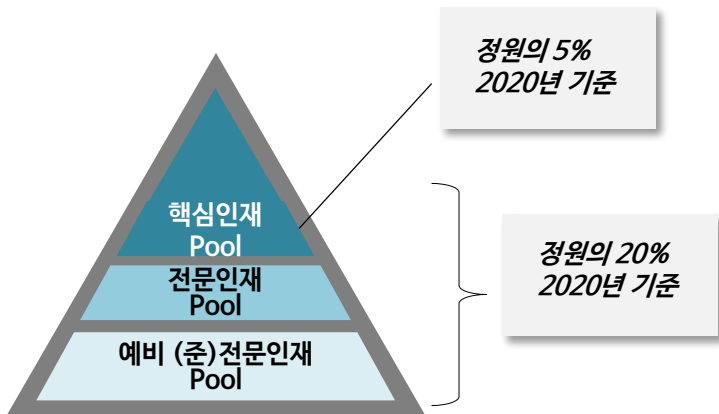 정원의 5%
2020년 기준
핵심인재
Pool
전문인재
Pool
예비 (준)전문인재
Pool
정원의 20%
2020년 기준